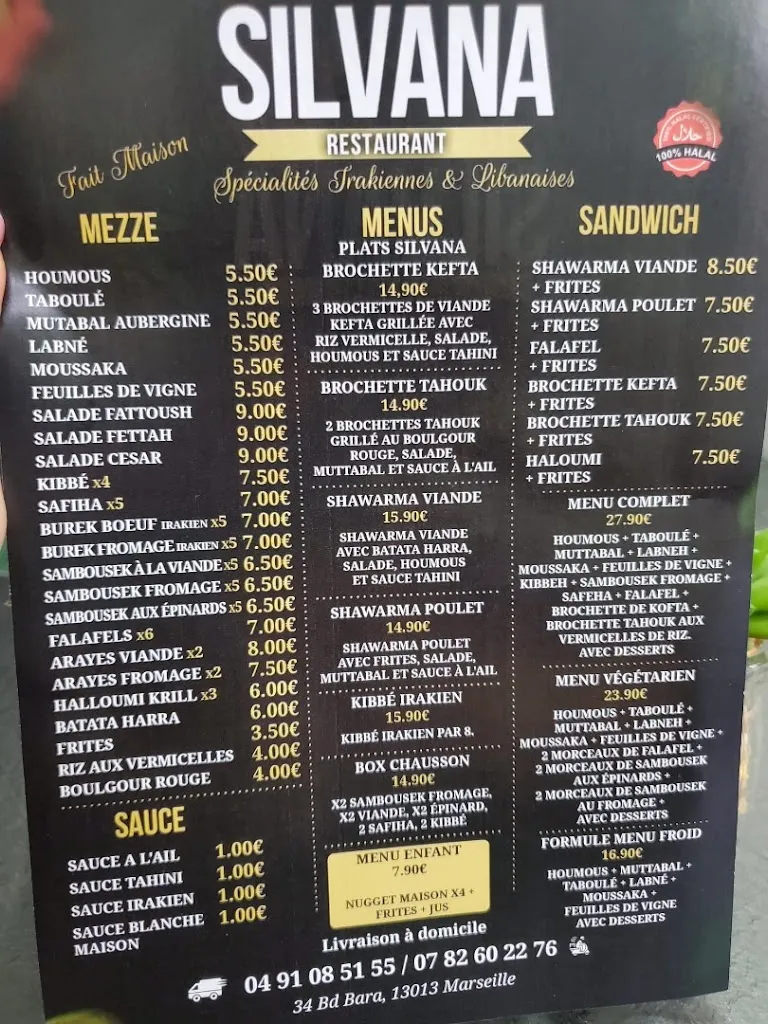 SILVANA
RESTAURANT
Fait Maison
Spécialités Irakiennes & Libanaises
100% HALAL CERTIFIED
حلال
100% HALAL
MEZZE
HOUMOUS 5.50€
TABOULÉ 5.50€
MUTABAL AUBERGINE 5.50€
LABNÉ 5.50€
MOUSSAKA 5.50€
FEUILLES DE VIGNE 5.50€
SALADE FATTOUSH 9.00€
SALADE FETTAH 9.00€
SALADE CESAR 9.00€
KIBBÉ x4 7.50€
SAFIHA x5 7.00€
BUREK BOEUF IRAKIEN x5 7.00€
BUREK FROMAGE IRAKIEN x5 7.00€
SAMBOUSEK À LA VIANDE x5 6.50€
SAMBOUSEK FROMAGE x5 6.50€
SAMBOUSEK AUX ÉPINARDS x5 6.50€
FALAFELS x6 7.00€
ARAYES VIANDE x2 8.00€
ARAYES FROMAGE x2 7.50€
HALLOUMI KRILL x3 6.00€
BATATA HARRA 6.00€
FRITES 3.50€
RIZ AUX VERMICELLES 4.00€
BOULGOUR ROUGE 4.00€
SAUCE
SAUCE A L'AIL 1.00€
SAUCE TAHINI 1.00€
SAUCE IRAKIEN 1.00€
SAUCE BLANCHE 1.00€
MAISON
MENUS
PLATS SILVANA
BROCHETTE KEFTA
14,90€
3 BROCHETTES DE VIANDE
KEFTA GRILLÉE AVEC
RIZ VERMICELLE, SALADE,
HOUMOUS ET SAUCE TAHINI
BROCHETTE TAHOUK
14.90€
2 BROCHETTES TAHOUK
GRILLÉ AU BOULGOUR
ROUGE, SALADE,
MUTTABAL ET SAUCE À L'AIL
SHAWARMA VIANDE
15.90€
SHAWARMA VIANDE
AVEC BATATA HARRA,
SALADE, HOUMOUS
ET SAUCE TAHINI
SHAWARMA POULET
14.90€
SHAWARMA POULET
AVEC FRITES, SALADE,
MUTTABAL ET SAUCE À L'AIL
KIBBÉ IRAKIEN
15.90€
KIBBÉ IRAKIEN PAR 8.
BOX CHAUSSON
14.90€
X2 SAMBOUSEK FROMAGE,
X2 VIANDE, X2 ÉPINARD,
2 SAFIHA, 2 KIBBÉ
MENU ENFANT
7.90€
NUGGET MAISON X4 +
FRITES + JUS
SANDWICH
SHAWARMA VIANDE 8.50€
+ FRITES
SHAWARMA POULET 7.50€
+ FRITES
FALAFEL 7.50€
+ FRITES
BROCHETTE KEFTA 7.50€
+ FRITES
BROCHETTE TAHOUK 7.50€
+ FRITES
HALOUMI 7.50€
+ FRITES
MENU COMPLET
27.90€
HOUMOUS + TABOULÉ +
MUTTABAL + LABNEH +
MOUSSAKA + FEUILLES DE VIGNE +
KIBBEH + SAMBOUSEK FROMAGE +
SAFEHA + FALAFEL +
BROCHETTE DE KOFTA +
BROCHETTE TAHOUK AUX
VERMICELLES DE RIZ.
AVEC DESSERTS
MENU VÉGÉTARIEN
23.90€
HOUMOUS + TABOULÉ +
MUTTABAL + LABNEH +
MOUSSAKA + FEUILLES DE VIGNE +
2 MORCEAUX DE FALAFEL +
2 MORCEAUX DE SAMBOUSEK
AUX ÉPINARDS +
2 MORCEAUX DE SAMBOUSEK
AU FROMAGE +
AVEC DESSERTS
FORMULE MENU FROID
16.90€
HOUMOUS + MUTTABAL +
TABOULÉ + LABNÉ +
MOUSSAKA +
FEUILLES DE VIGNE
AVEC DESSERTS
Livraison à domicile
04 91 08 51 55 / 07 82 60 22 76
34 Bd Bara, 13013 Marseille